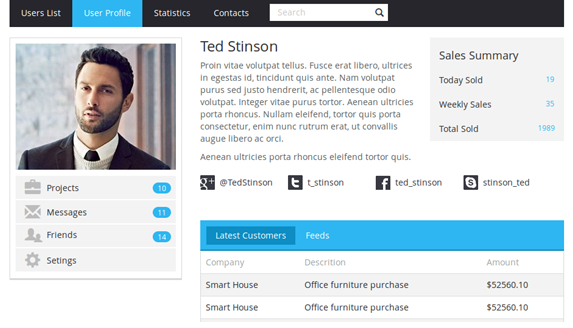 Users List User Profile Statistics Contacts Search
Ted Stinson
Proin vitae volutpat tellus. Fusce erat libero, ultrices
in egestas id, tincidunt quis ante. Nam volutpat
purus sed justo hendrerit, ac pellentesque odio
volutpat. Integer vitae purus tortor. Aenean ultricies
porta rhoncus. Nullam eleifend, tortor quis porta
consectetur, enim nunc rutrum erat, ut convallis
augue libero ac orci.
Aenean ultricies porta rhoncus eleifend tortor quis.
g+ @TedStinson t t_stinson f ted_stinson S stinson_ted
Sales Summary
Today Sold 19
Weekly Sales 35
Total Sold 1989
Projects 10
Messages 11
Friends 14
Setings
Latest Customers Feeds
Company Descrition Amount
Smart House Office furniture purchase $52560.10
Smart House Office furniture purchase $52560.10